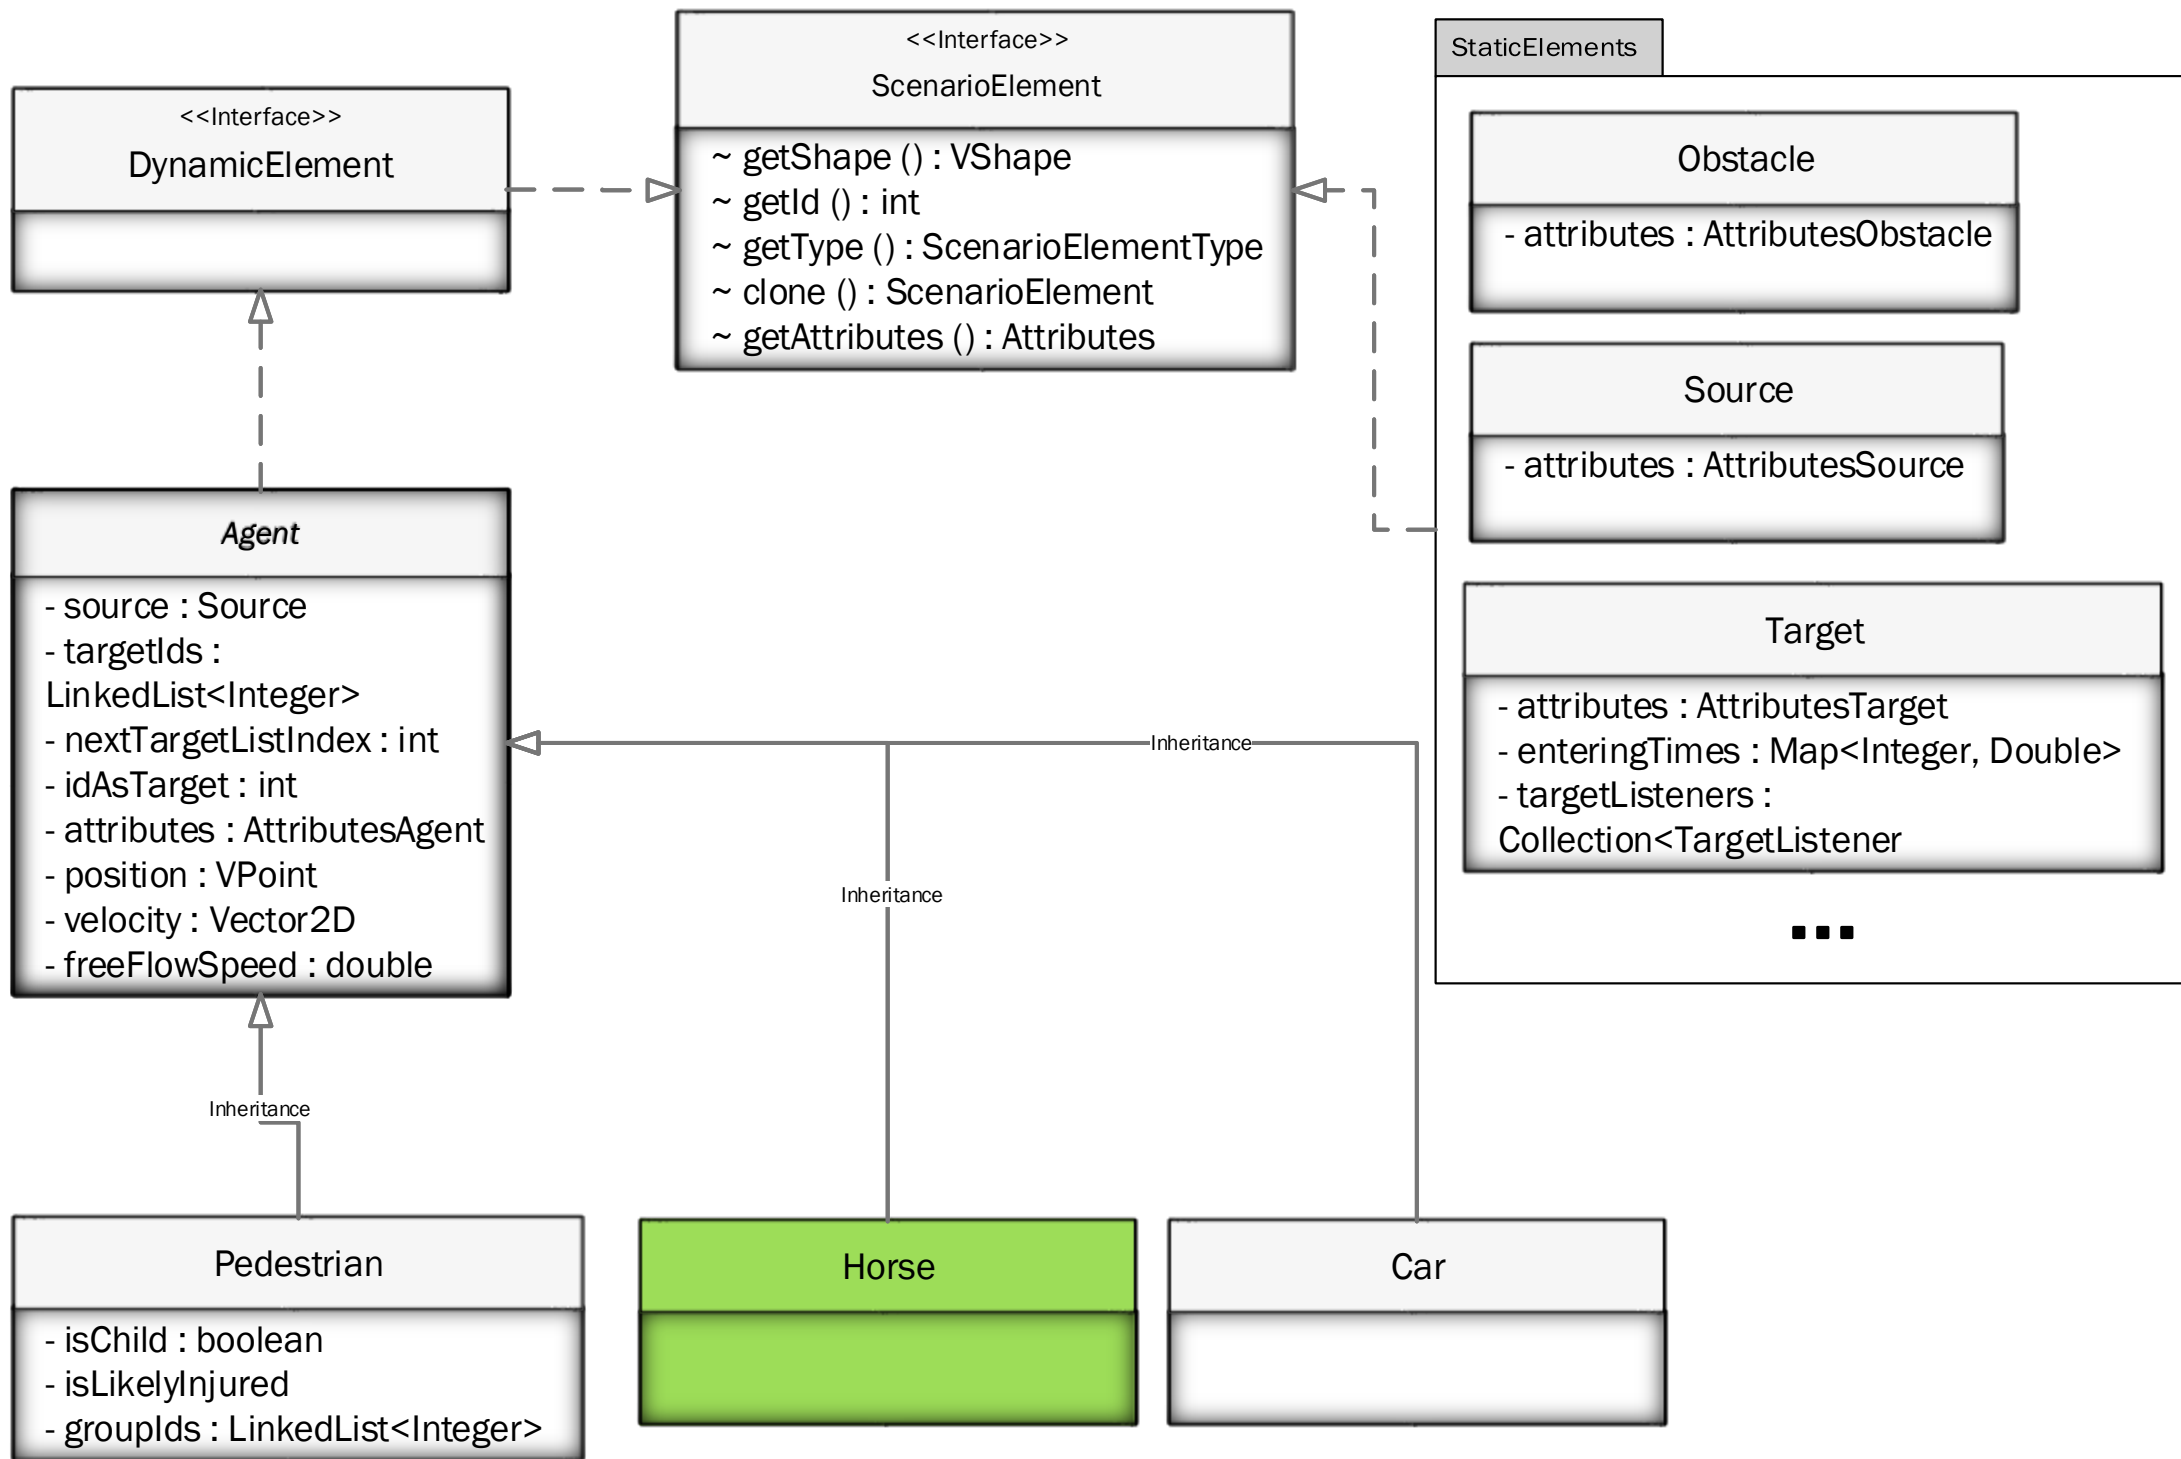 <<Interface>>
DynamicElement
<<Interface>>
ScenarioElement
~ getShape () : VShape
~ getId () : int
~ getType () : ScenarioElementType
~ clone () : ScenarioElement
~ getAttributes () : Attributes
StaticElements
Obstacle
- attributes : AttributesObstacle
Source
- attributes : AttributesSource
Target
- attributes : AttributesTarget
- enteringTimes : Map<Integer, Double>
- targetListeners :
Collection<TargetListener
...
Agent
- source : Source
- targetIds :
LinkedList<Integer>
- nextTargetListIndex : int
- idAsTarget : int
- attributes : AttributesAgent
- position : VPoint
- velocity : Vector2D
- freeFlowSpeed : double
Inheritance
Inheritance
Inheritance
Pedestrian
- isChild : boolean
- isLikelyInjured
- groupIds : LinkedList<Integer>
Horse
Car